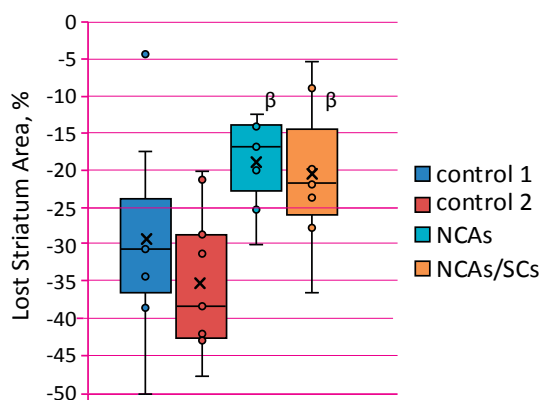 Lost Striatum Area, %
0
-5
-10
-15
-20
-25
-30
-35
-40
-45
-50
β
β
control 1
control 2
NCAs
NCAs/SCs